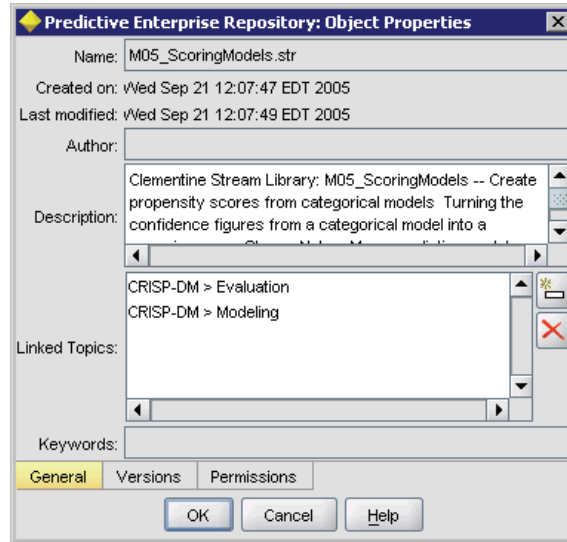 Predictive Enterprise Repository: Object Properties
Name: M05_ScoringModels.str
Created on: Wed Sep 21 12:07:47 EDT 2005
Last modified: Wed Sep 21 12:07:49 EDT 2005
Author:
Description:
Clementine Stream Library: M05_ScoringModels -- Create
propensity scores from categorical models Turning the
confidence figures from a categorical model into a
Linked Topics:
CRISP-DM > Evaluation
CRISP-DM > Modeling
Keywords:
General Versions Permissions
OK Cancel Help